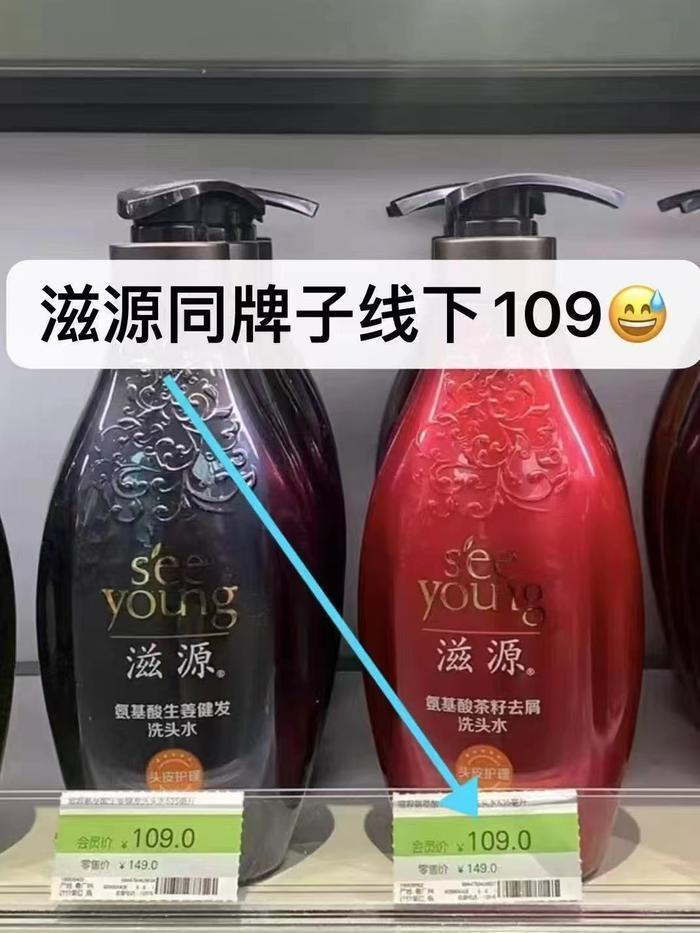 滋源同牌子线下109😅
see
young
滋源®
氨基酸生姜健发
洗头水
头皮护理
see
young
滋源®
氨基酸茶籽去屑
洗头水
头皮护理
会员价 ¥109.0
零售价 ¥149.0
会员价 ¥109.0
零售价 ¥149.0